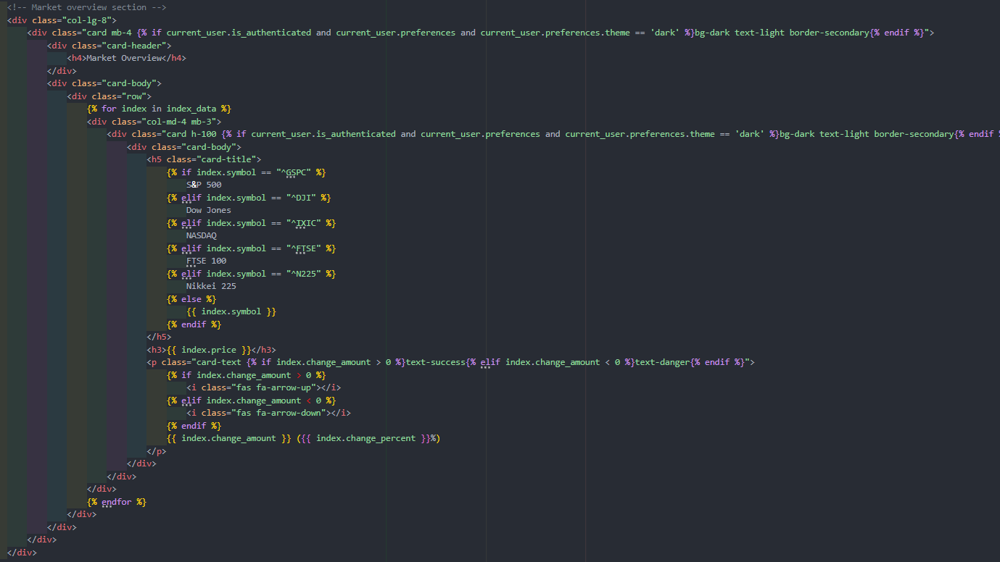 <!-- Market overview section -->
<div class="col-lg-8">
    <div class="card mb-4 {% if current_user.is_authenticated and current_user.preferences and current_user.preferences.theme == 'dark' %}bg-dark text-light border-secondary{% endif %}">
        <div class="card-header">
            <h4>Market Overview</h4>
        </div>
        <div class="card-body">
            <div class="row">
                {% for index in index_data %}
                <div class="col-md-4 mb-3">
                    <div class="card h-100 {% if current_user.is_authenticated and current_user.preferences and current_user.preferences.theme == 'dark' %}bg-dark text-light border-secondary{% endif %
                        <div class="card-body">
                            <h5 class="card-title">
                                {% if index.symbol == "^GSPC" %}
                                    S&P 500
                                {% elif index.symbol == "^DJI" %}
                                    Dow Jones
                                {% elif index.symbol == "^IXIC" %}
                                    NASDAQ
                                {% elif index.symbol == "^FTSE" %}
                                    FTSE 100
                                {% elif index.symbol == "^N225" %}
                                    Nikkei 225
                                {% else %}
                                    {{ index.symbol }}
                                {% endif %}
                            </h5>
                            <h3>{{ index.price }}</h3>
                            <p class="card-text {% if index.change_amount > 0 %}text-success{% elif index.change_amount < 0 %}text-danger{% endif %}">
                                {% if index.change_amount > 0 %}
                                    <i class="fas fa-arrow-up"></i>
                                {% elif index.change_amount < 0 %}
                                    <i class="fas fa-arrow-down"></i>
                                {% endif %}
                                {{ index.change_amount }} ({{ index.change_percent }}%)
                            </p>
                        </div>
                    </div>
                </div>
                {% endfor %}
            </div>
        </div>
    </div>
</div>